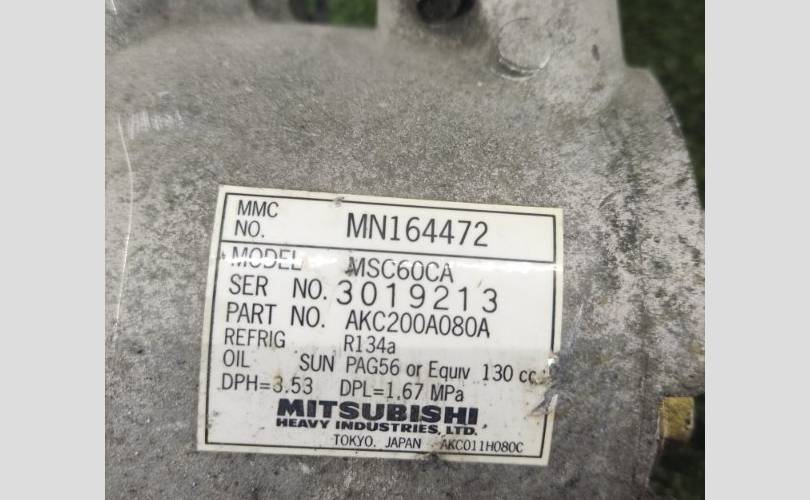 MMC NO. MN164472
MODEL MSC60CA
SER NO. 3019213
PART NO. AKC200A080A
REFRIG R134a
OIL SUN PAG56 or Equiv 130 cc
DPH=3.53 DPL=1.67 MPa
MITSUBISHI
HEAVY INDUSTRIES, LTD.
TOKYO. JAPAN AKC011H080C